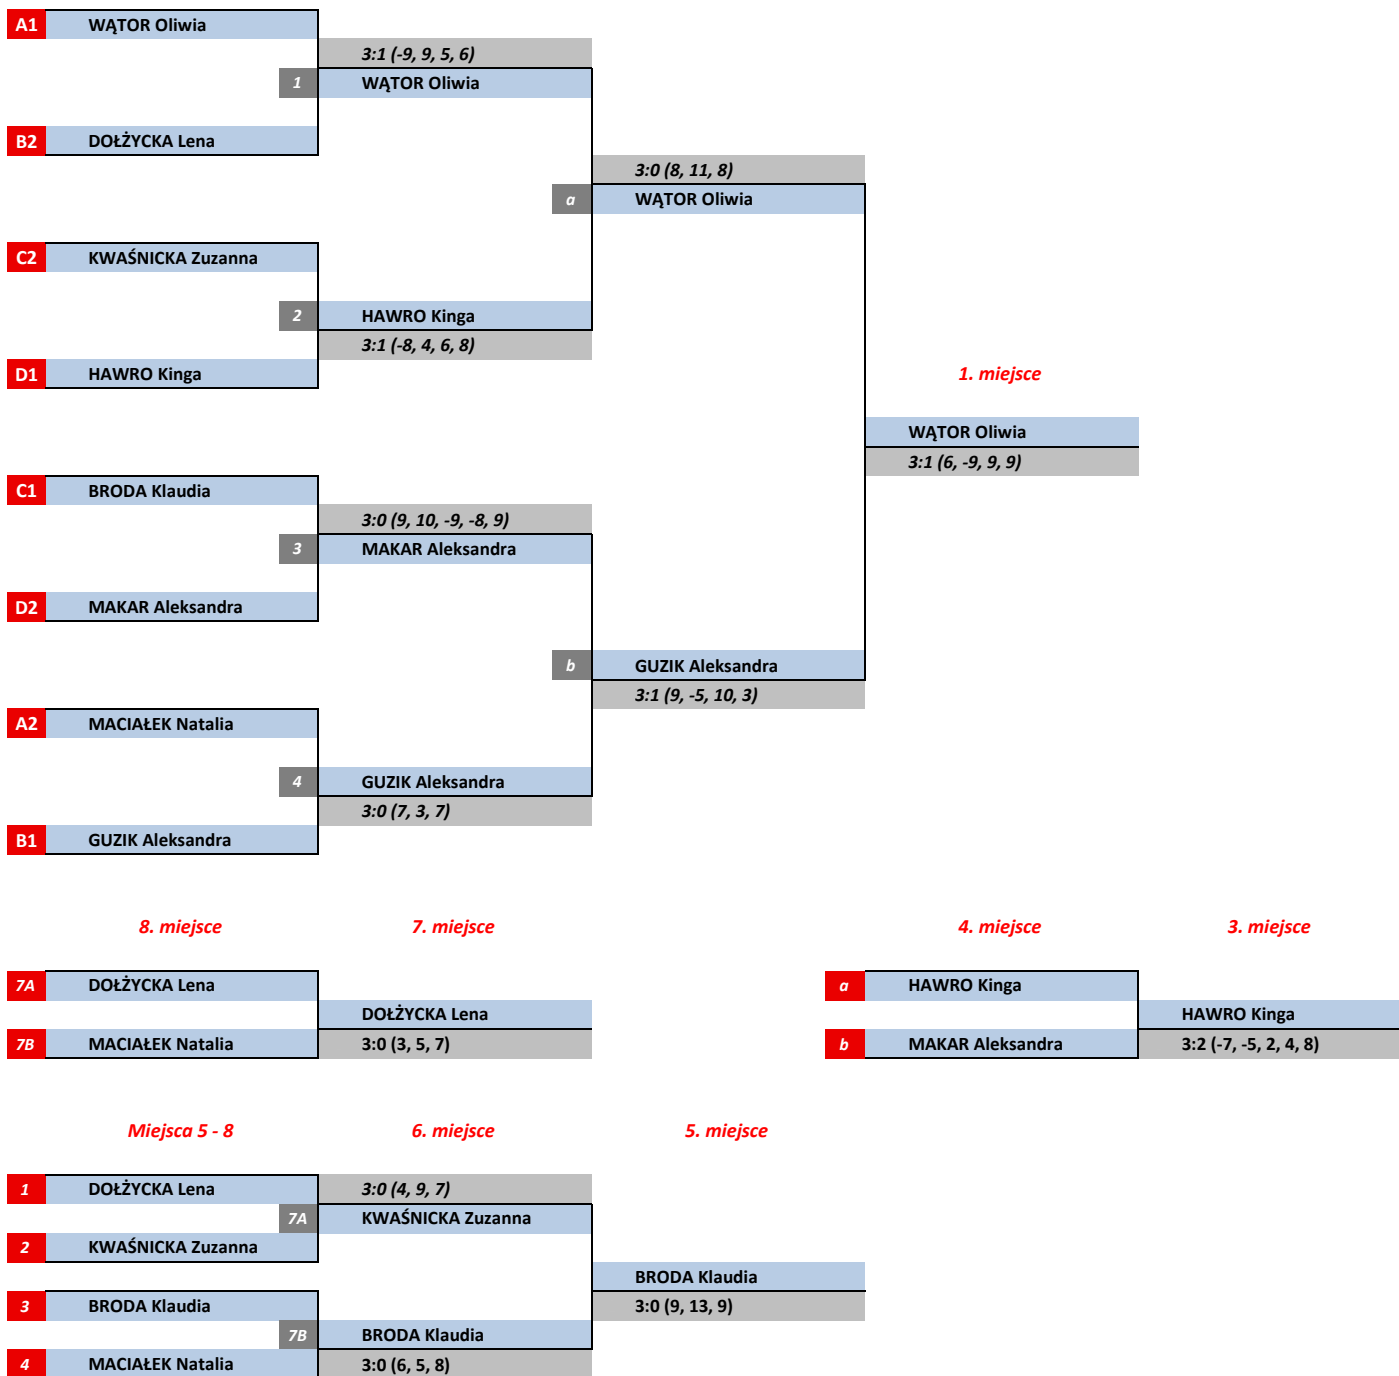 A1 WĄTOR Oliwia
3:1 (-9, 9, 5, 6)
1 WĄTOR Oliwia
B2 DOŁŻYCKA Lena
3:0 (8, 11, 8)
a WĄTOR Oliwia
C2 KWAŚNICKA Zuzanna
2 HAWRO Kinga
3:1 (-8, 4, 6, 8)
D1 HAWRO Kinga
1. miejsce
WĄTOR Oliwia
3:1 (6, -9, 9, 9)
C1 BRODA Klaudia
3:0 (9, 10, -9, -8, 9)
3 MAKAR Aleksandra
D2 MAKAR Aleksandra
b GUZIK Aleksandra
3:1 (9, -5, 10, 3)
A2 MACIAŁEK Natalia
4 GUZIK Aleksandra
3:0 (7, 3, 7)
B1 GUZIK Aleksandra
8. miejsce 7. miejsce 4. miejsce 3. miejsce
7A DOŁŻYCKA Lena a HAWRO Kinga
DOŁŻYCKA Lena HAWRO Kinga
7B MACIAŁEK Natalia 3:0 (3, 5, 7) b MAKAR Aleksandra 3:2 (-7, -5, 2, 4, 8)
Miejsca 5 - 8 6. miejsce 5. miejsce
1 DOŁŻYCKA Lena 3:0 (4, 9, 7)
7A KWAŚNICKA Zuzanna
2 KWAŚNICKA Zuzanna
BRODA Klaudia
3 BRODA Klaudia 3:0 (9, 13, 9)
7B BRODA Klaudia
4 MACIAŁEK Natalia 3:0 (6, 5, 8)